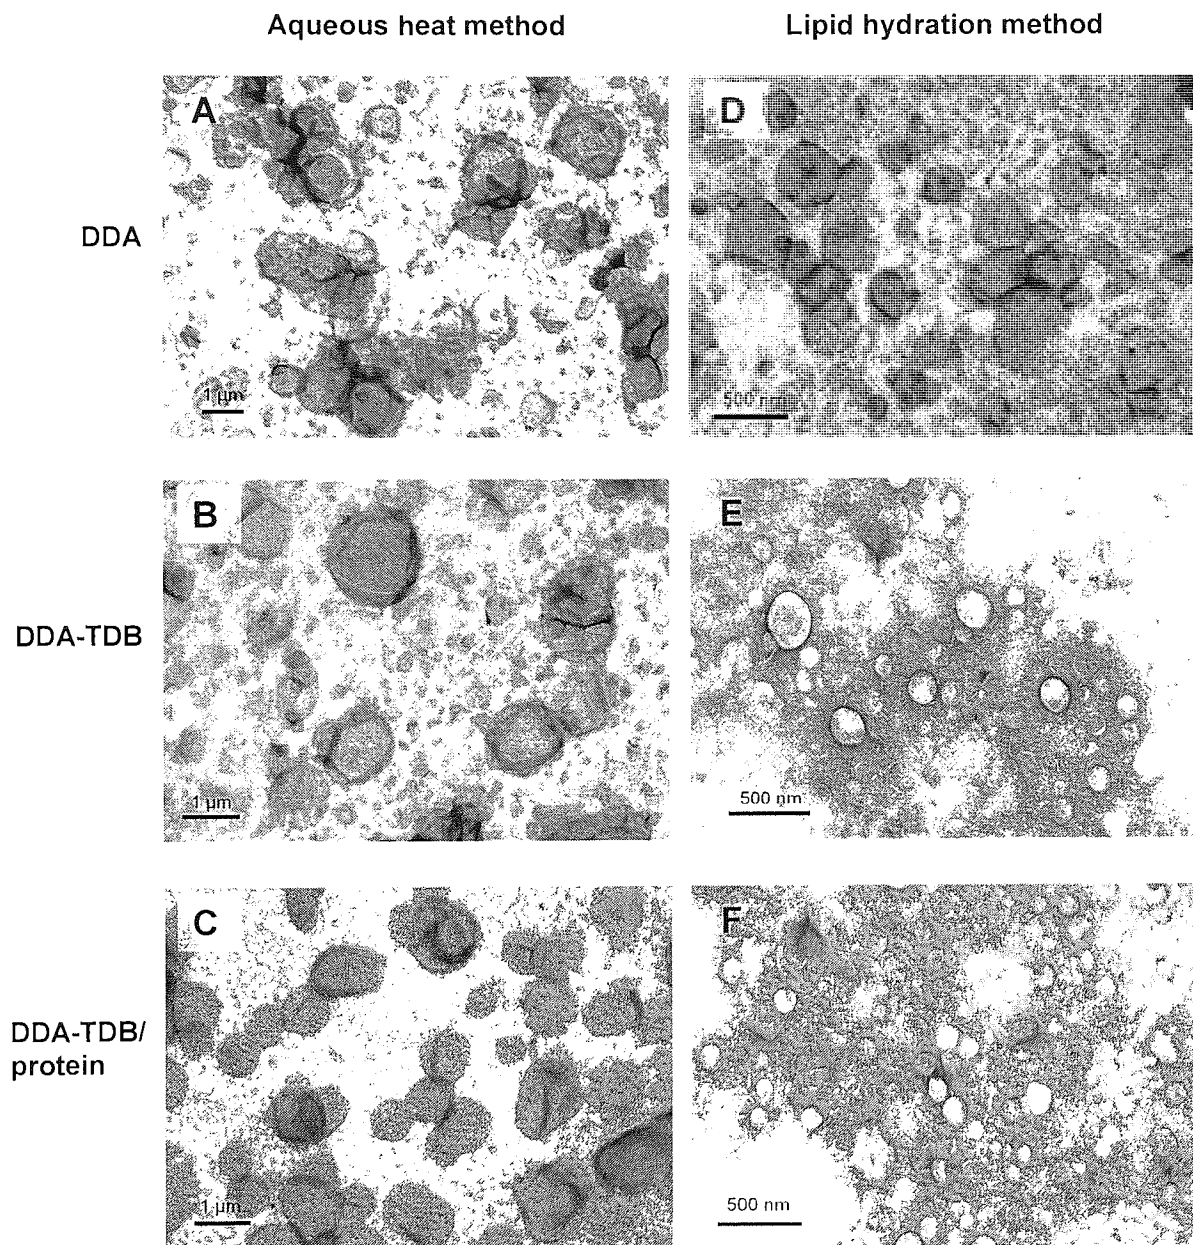 Aqueous heat method
Lipid hydration method
A
D
DDA
1 µm
500 nm
B
E
DDA-TDB
1 µm
500 nm
C
F
DDA-TDB/
protein
1 µm
500 nm